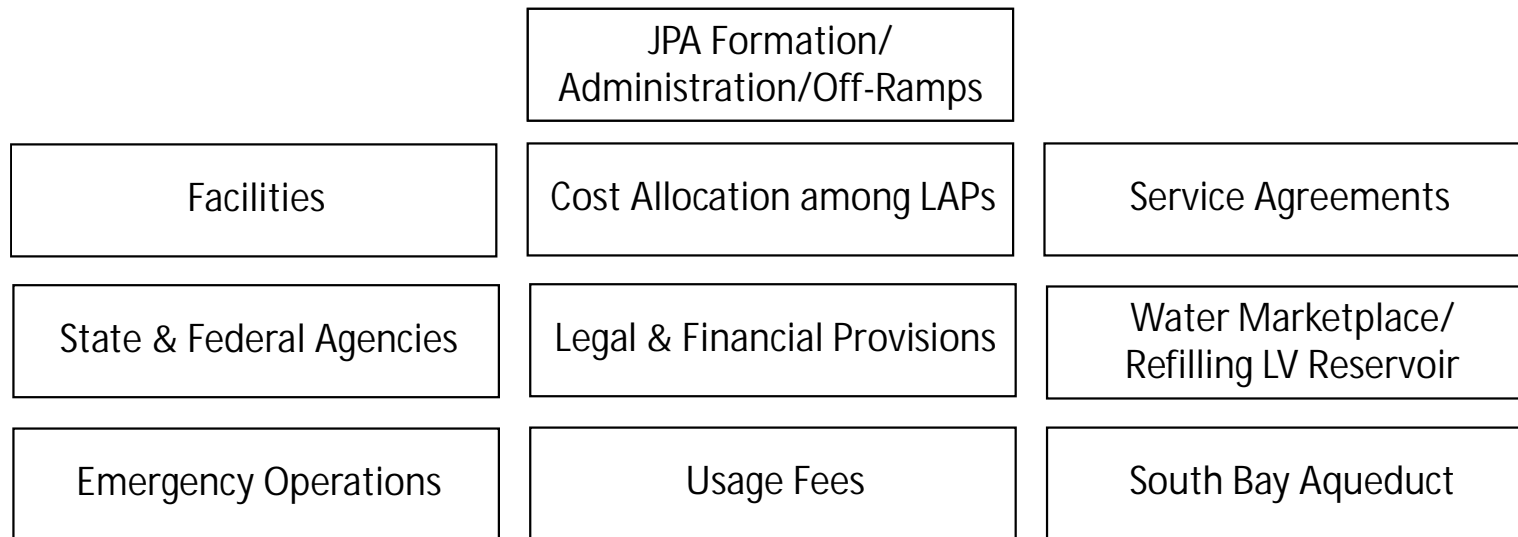 JPA Formation/
Administration/Off-Ramps
Facilities
Cost Allocation among LAPs
Service Agreements
State & Federal Agencies
Legal & Financial Provisions
Water Marketplace/
Refilling LV Reservoir
Emergency Operations
Usage Fees
South Bay Aqueduct